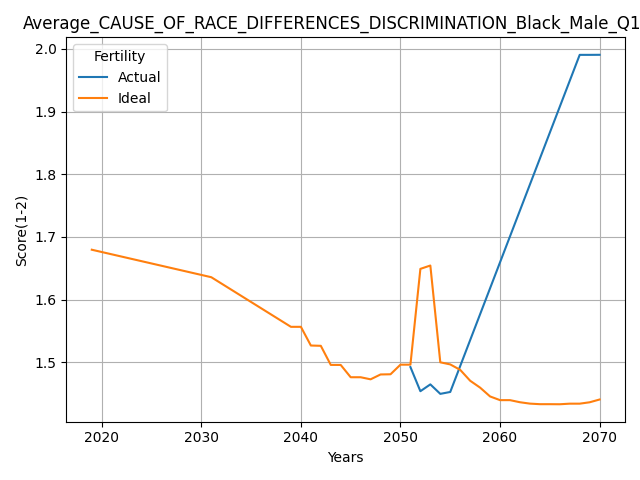 Average_CAUSE_OF_RACE_DIFFERENCES_DISCRIMINATION_Black_Male_Q1
Fertility
Actual
Ideal
Score(1-2)
2.0
1.9
1.8
1.7
1.6
1.5
2020 2030 2040 2050 2060 2070
Years